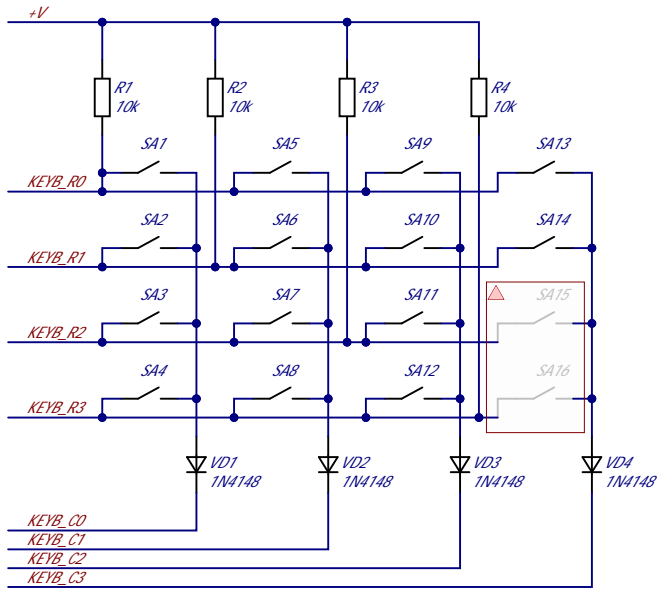 +V
R1 R2 R3 R4
10k 10k 10k 10k
SA1 SA5 SA9 SA13
KEYB_R0
SA2 SA6 SA10 SA14
KEYB_R1
SA3 SA7 SA11 SA15
KEYB_R2
SA4 SA8 SA12 SA16
KEYB_R3
VD1 VD2 VD3 VD4
1N4148 1N4148 1N4148 1N4148
KEYB_C0
KEYB_C1
KEYB_C2
KEYB_C3